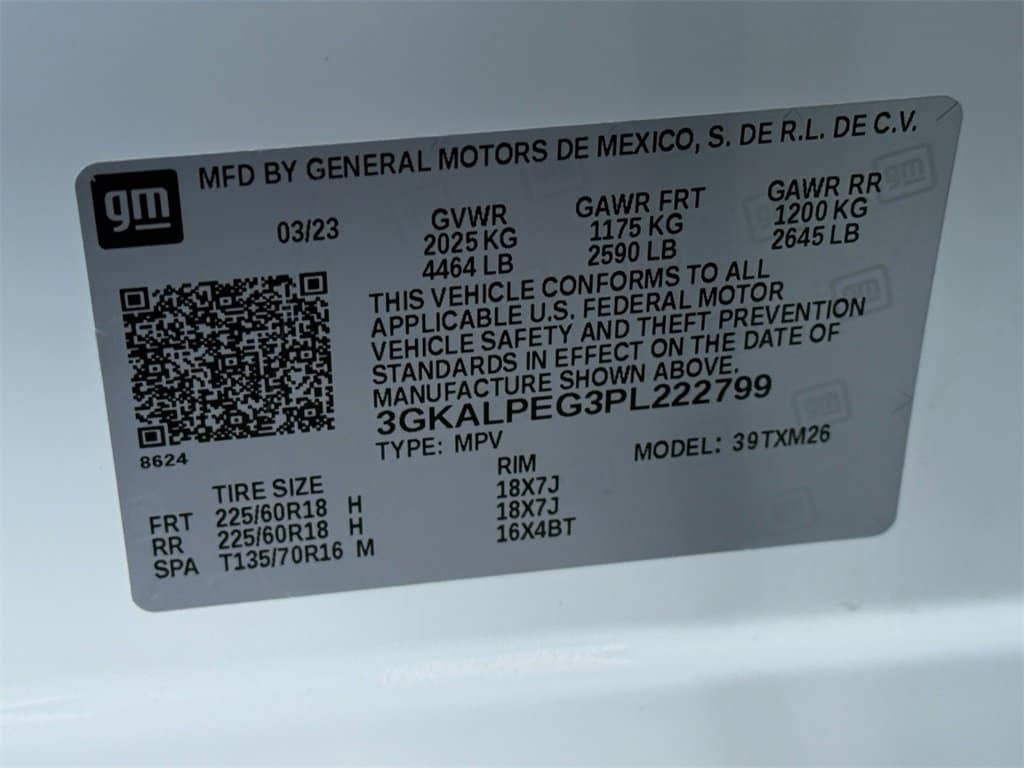 gm
MFD BY GENERAL MOTORS DE MEXICO, S. DE R.L. DE C.V.
03/23
GVWR
2025 KG
4464 LB
GAWR FRT
1175 KG
2590 LB
GAWR RR
1200 KG
2645 LB
THIS VEHICLE CONFORMS TO ALL
APPLICABLE U.S. FEDERAL MOTOR
VEHICLE SAFETY AND THEFT PREVENTION
STANDARDS IN EFFECT ON THE DATE OF
MANUFACTURE SHOWN ABOVE.
3GKALPEG3PL222799
TYPE: MPV MODEL: 39TXM26
8624
TIRE SIZE RIM
FRT 225/60R18 H 18X7J
RR 225/60R18 H 18X7J
SPA T135/70R16 M 16X4BT